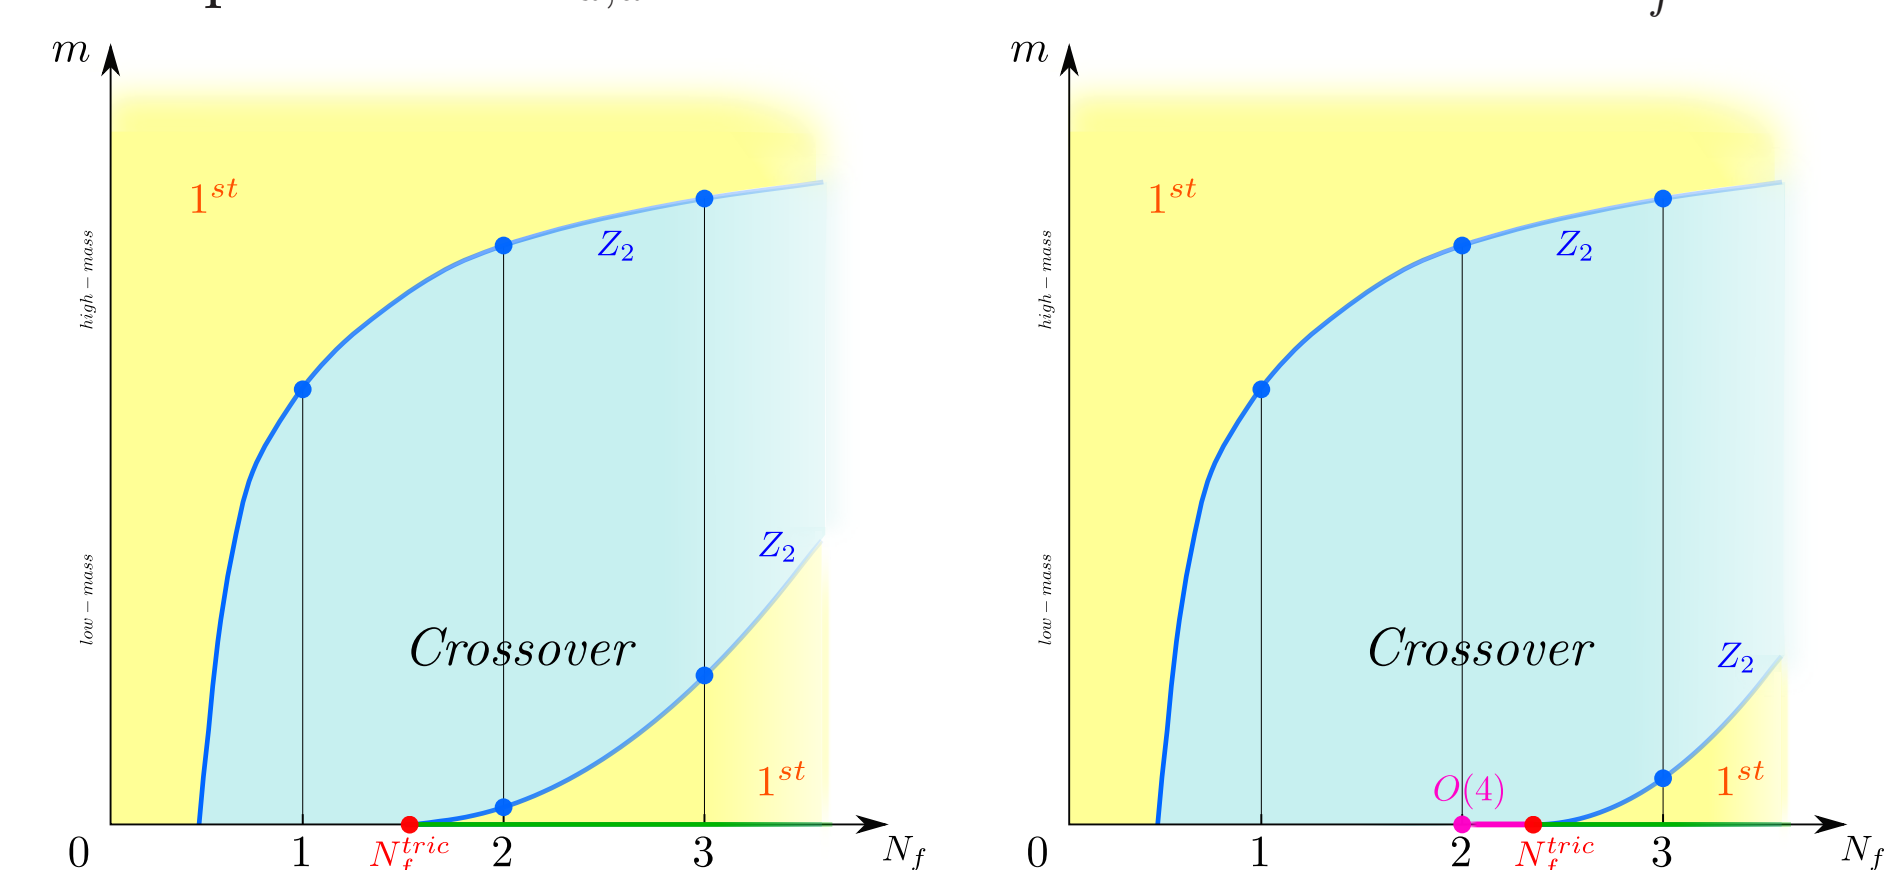 m
1^{st}
high − mass
Z_2
Z_2
low − mass
Crossover
1^{st}
0
1
N_f^{tric}
2
3
N_f
m
1^{st}
high − mass
Z_2
low − mass
Crossover
Z_2
O(4)
1^{st}
0
1
2
N_f^{tric}
3
N_f